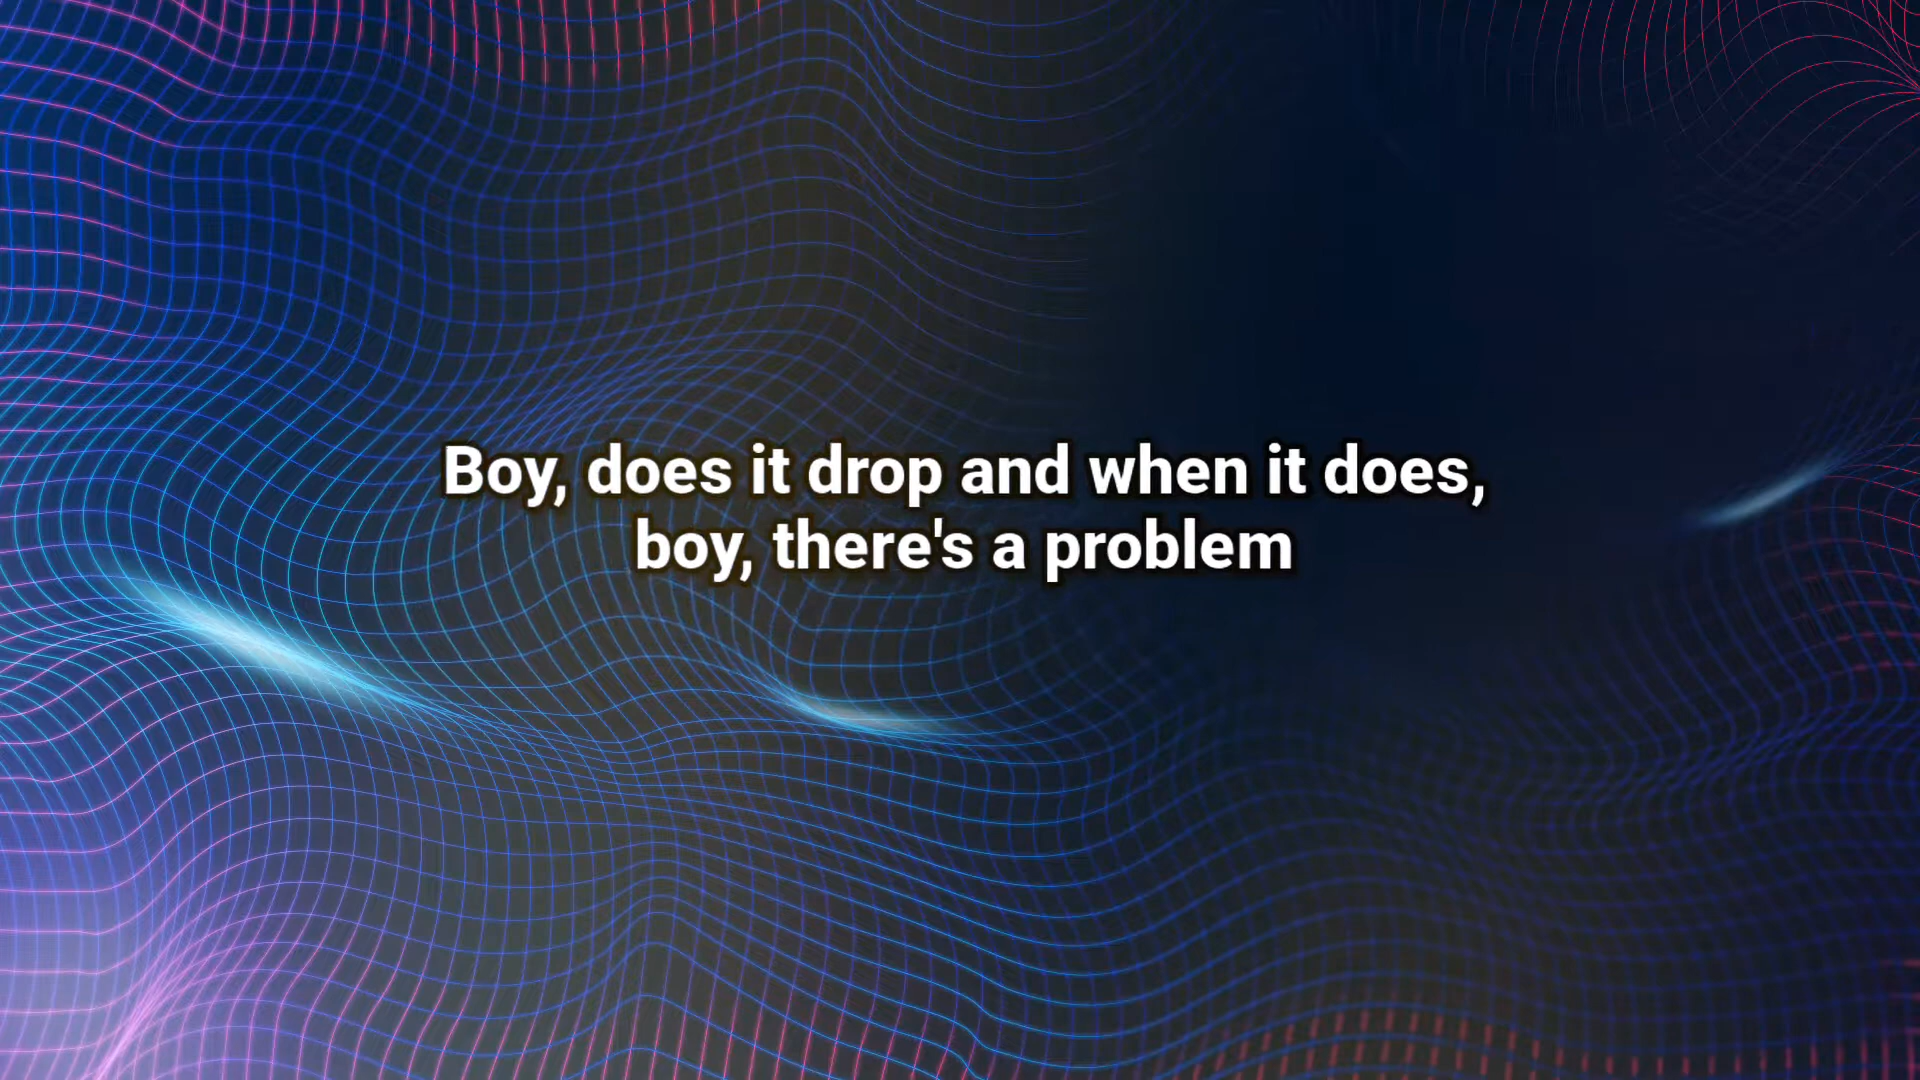 Boy, does it drop and when it does,
boy, there's a problem